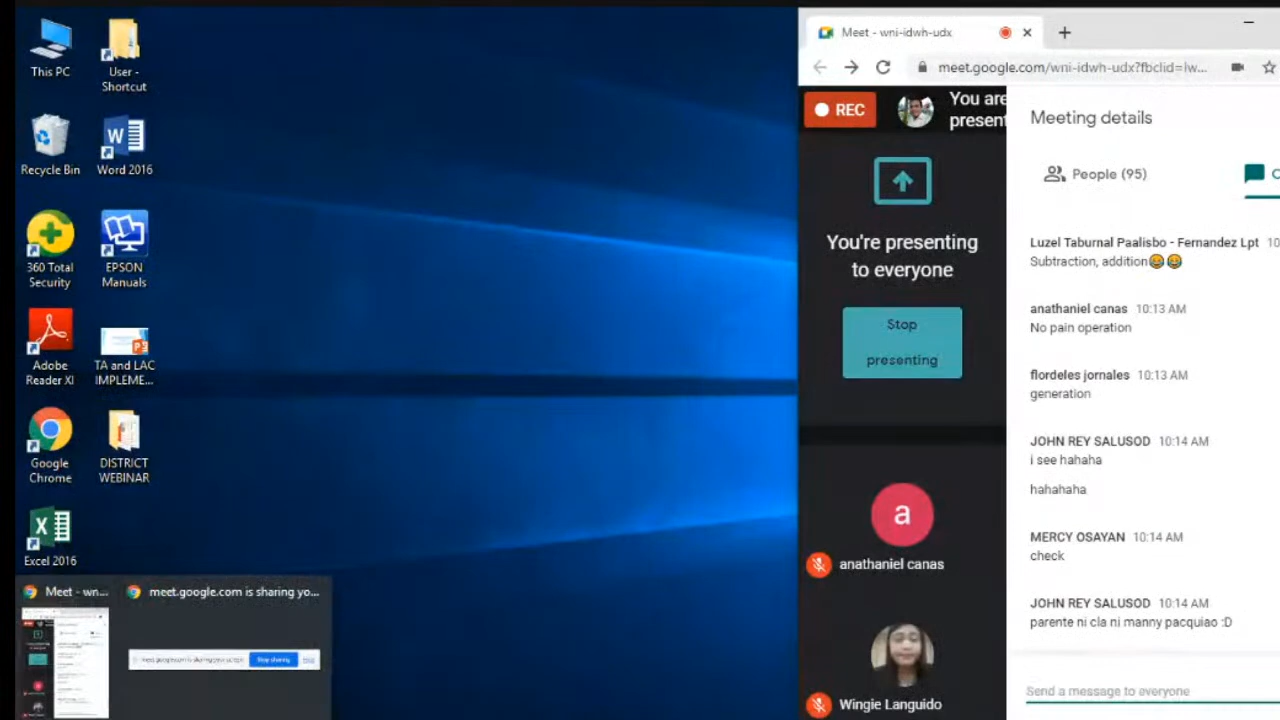 This PC
User -
Shortcut
Recycle Bin
Word 2016
360 Total
Security
EPSON
Manuals
Adobe
Reader XI
TA and LAC
IMPLEME...
Google
Chrome
DISTRICT
WEBINAR
Excel 2016
Meet - wn...
meet.google.com is sharing yo...
Stop sharing
Meet - wni-idwh-udx
meet.google.com/wni-idwh-udx?fbclid=Iw...
REC
You are
present
You're presenting
to everyone
Stop
presenting
a
anathaniel canas
Wingie Languido
Meeting details
People (95)
C
Luzel Taburnal Paalisbo - Fernandez Lpt 10
Subtraction, addition😂😂
anathaniel canas 10:13 AM
No pain operation
flordeles jornales 10:13 AM
generation
JOHN REY SALUSOD 10:14 AM
i see hahaha
hahahaha
MERCY OSAYAN 10:14 AM
check
JOHN REY SALUSOD 10:14 AM
parente ni cla ni manny pacquiao :D
Send a message to everyone